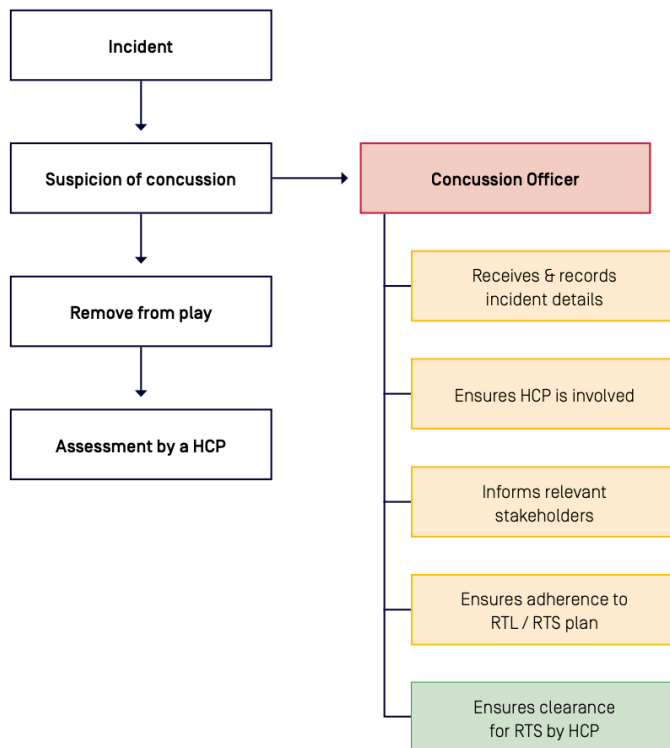 Incident
Suspicion of concussion
Concussion Officer
Remove from play
Assessment by a HCP
Receives & records
incident details
Ensures HCP is involved
Informs relevant
stakeholders
Ensures adherence to
RTL / RTS plan
Ensures clearance
for RTS by HCP